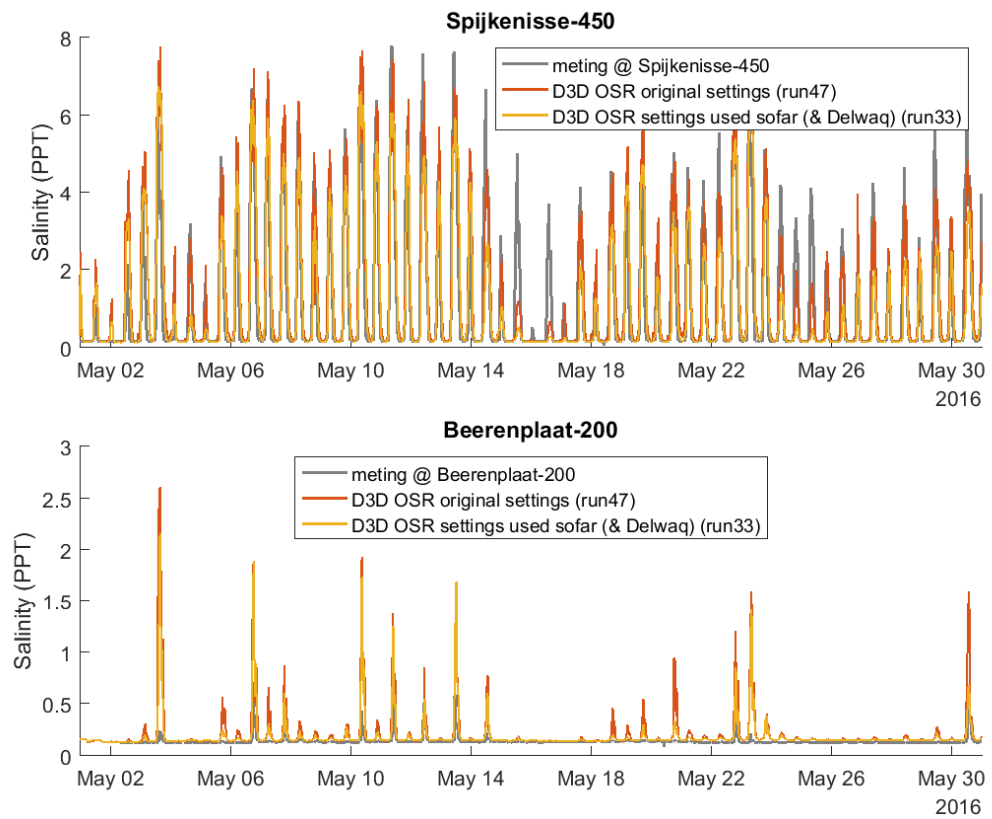 Spijkenisse-450
8
6
4
2
0
Salinity (PPT)
meting @ Spijkenisse-450
D3D OSR original settings (run47)
D3D OSR settings used sofar (& Delwaq) (run33)
May 02
May 06
May 10
May 14
May 18
May 22
May 26
May 30
2016
Beerenplaat-200
3
2.5
2
1.5
1
0.5
0
Salinity (PPT)
meting @ Beerenplaat-200
D3D OSR original settings (run47)
D3D OSR settings used sofar (& Delwaq) (run33)
May 02
May 06
May 10
May 14
May 18
May 22
May 26
May 30
2016